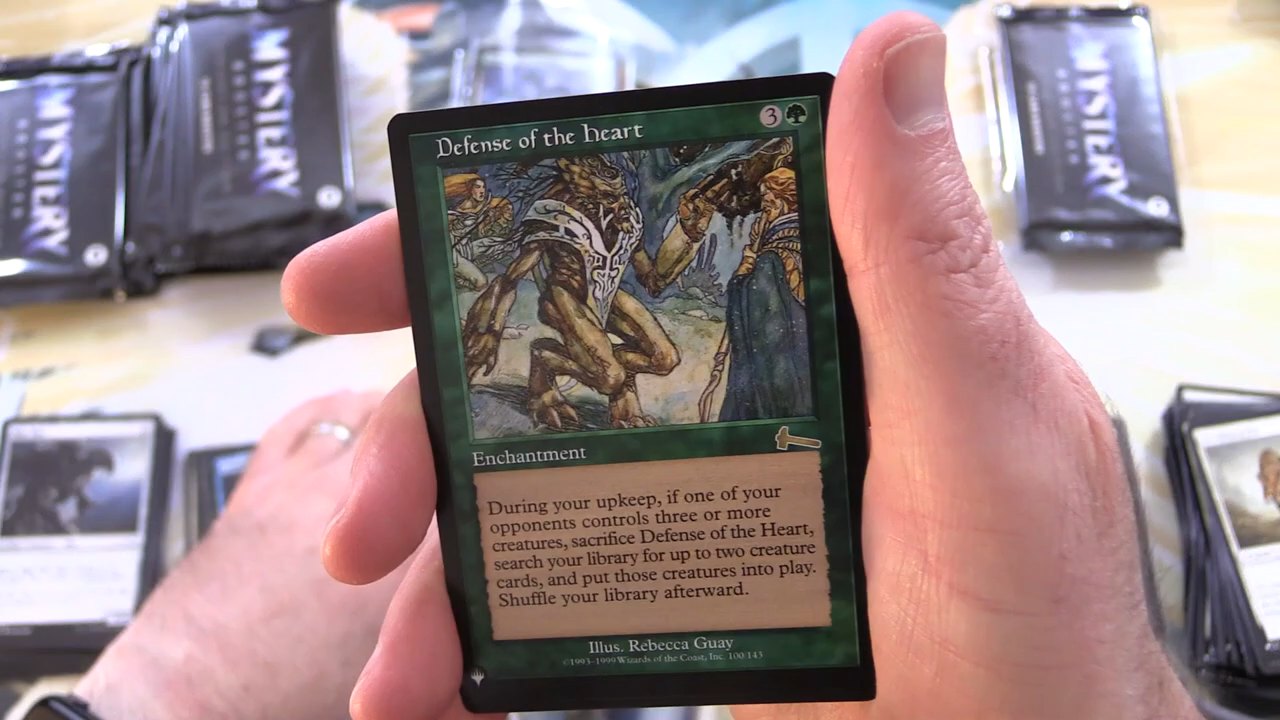 MYSTERY
MYSTERY
MYSTERY
Defense of the Heart
3
Enchantment
During your upkeep, if one of your
opponents controls three or more
creatures, sacrifice Defense of the Heart,
search your library for up to two creature
cards, and put those creatures into play.
Shuffle your library afterward.
Illus. Rebecca Guay
©1993-1999 Wizards of the Coast, Inc. 100/143